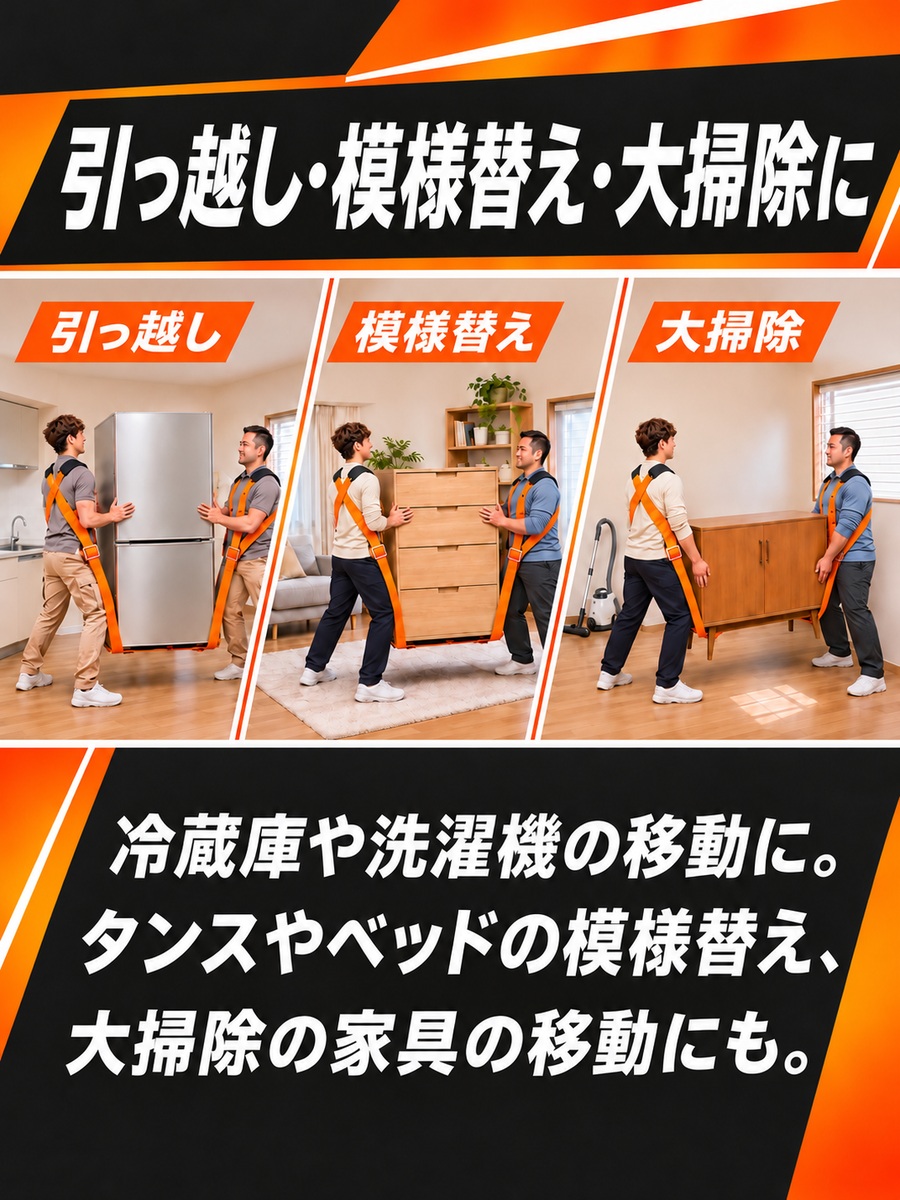 引っ越し・模様替え・大掃除に
引っ越し
模様替え
大掃除
冷蔵庫や洗濯機の移動に。
タンスやベッドの模様替え、
大掃除の家具の移動にも。